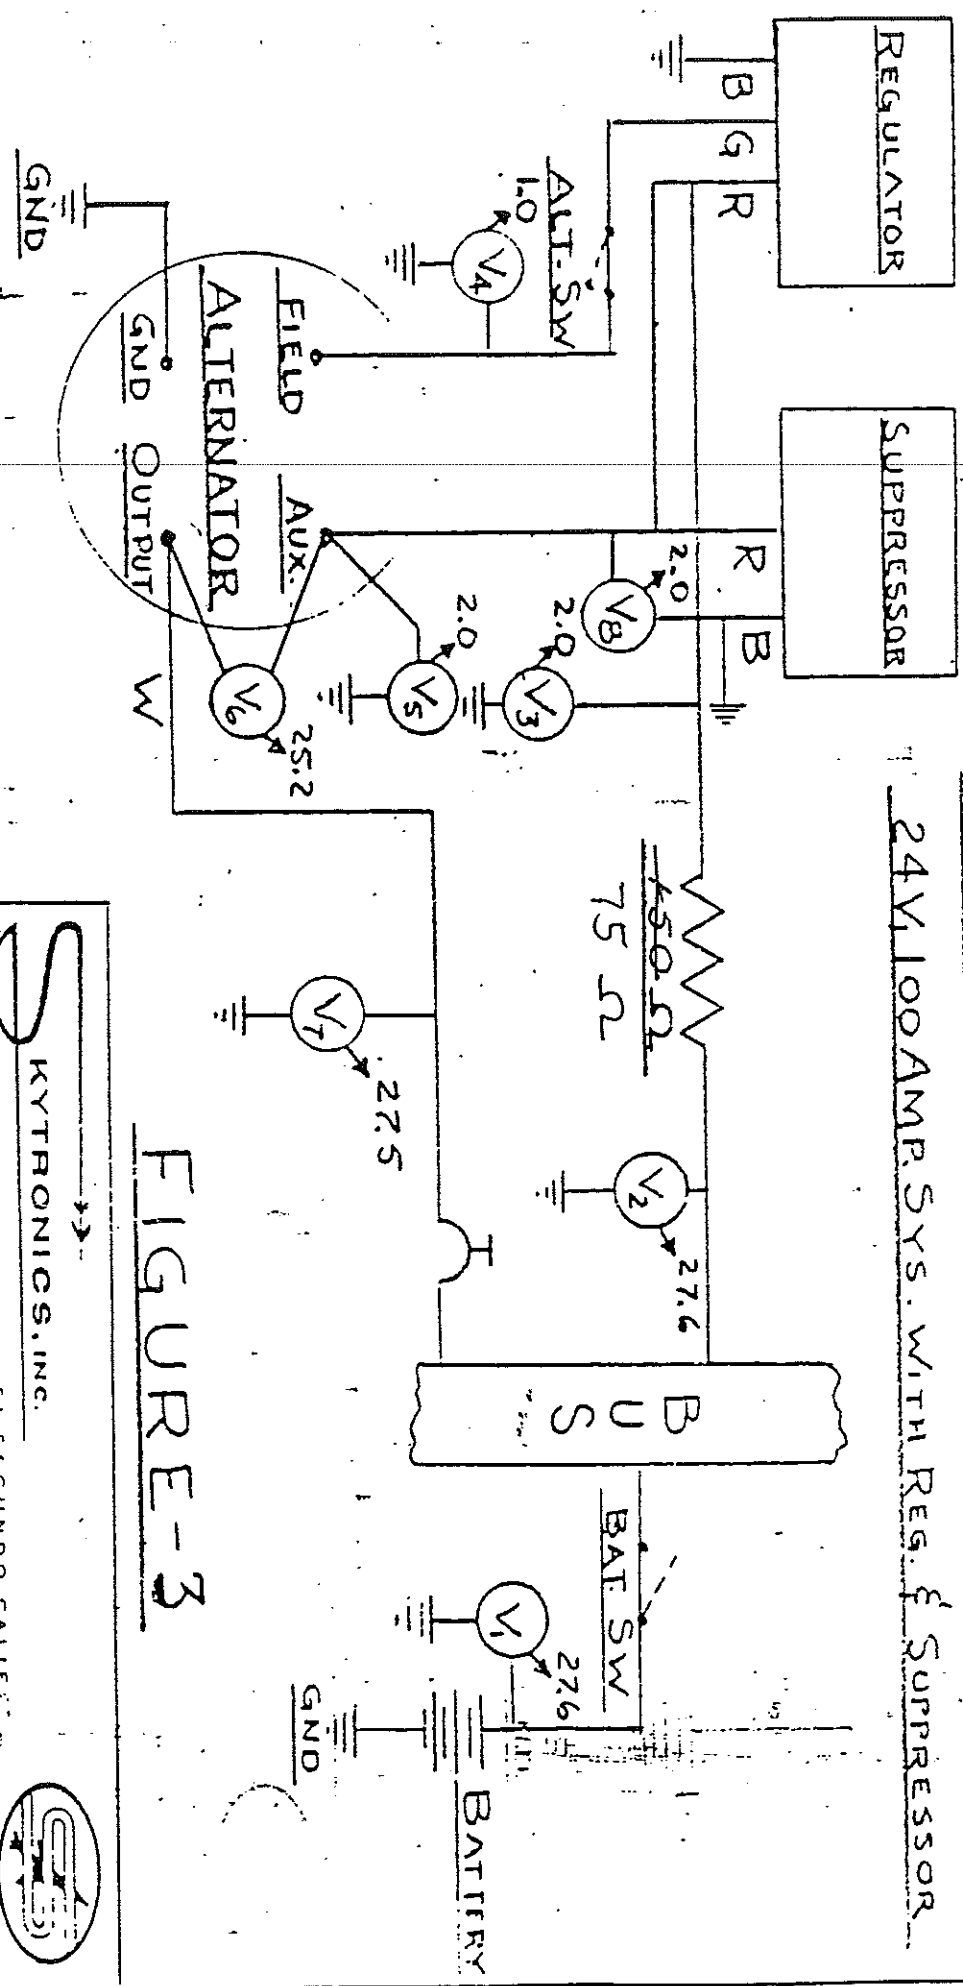 24V, 100 AMP. SYS. WITH REG. & SUPPRESSOR
REGULATOR
B
G
R
SUPPRESSOR
R
B
ALT. SW
V4
1.0
V8
2.0
V3
2.0
V5
2.0
V6
25.2
150 Ω
75 Ω
V2
27.6
V7
27.5
BUS
BAT. SW
V1
27.6
BATTERY
GND
FIELD
AUX.
ALTERNATOR
GND
OUTPUT
W
GND
FIGURE-3
KYTRONICS, INC.